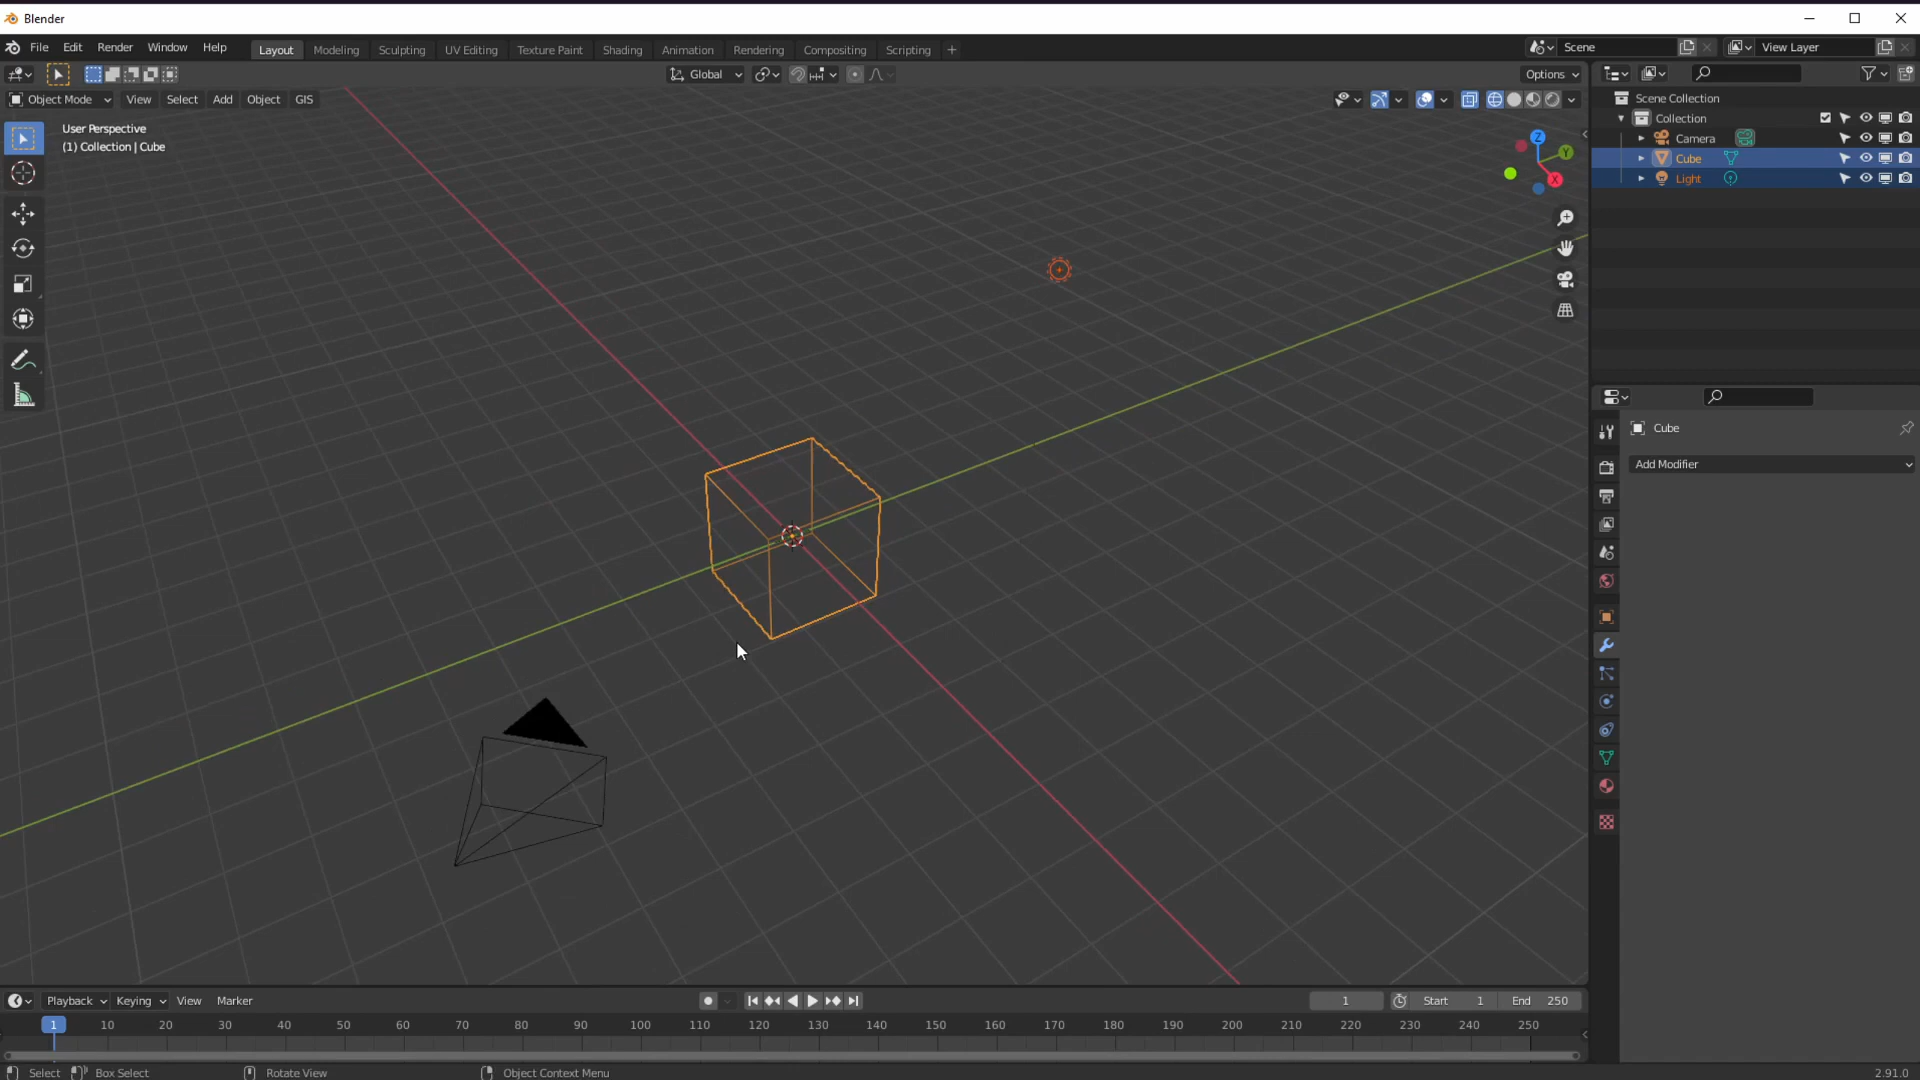 Blender
File Edit Render Window Help Layout Modeling Sculpting UV Editing Texture Paint Shading Animation Rendering Compositing Scripting + Scene View Layer
Global Options
Object Mode View Select Add Object GIS
User Perspective
(1) Collection | Cube
Z
Y
X
Scene Collection
Collection
Camera
Cube
Light
Cube
Add Modifier
Playback Keying View Marker 1 Start 1 End 250
1 10 20 30 40 50 60 70 80 90 100 110 120 130 140 150 160 170 180 190 200 210 220 230 240 250
Select Box Select Rotate View Object Context Menu 2.91.0